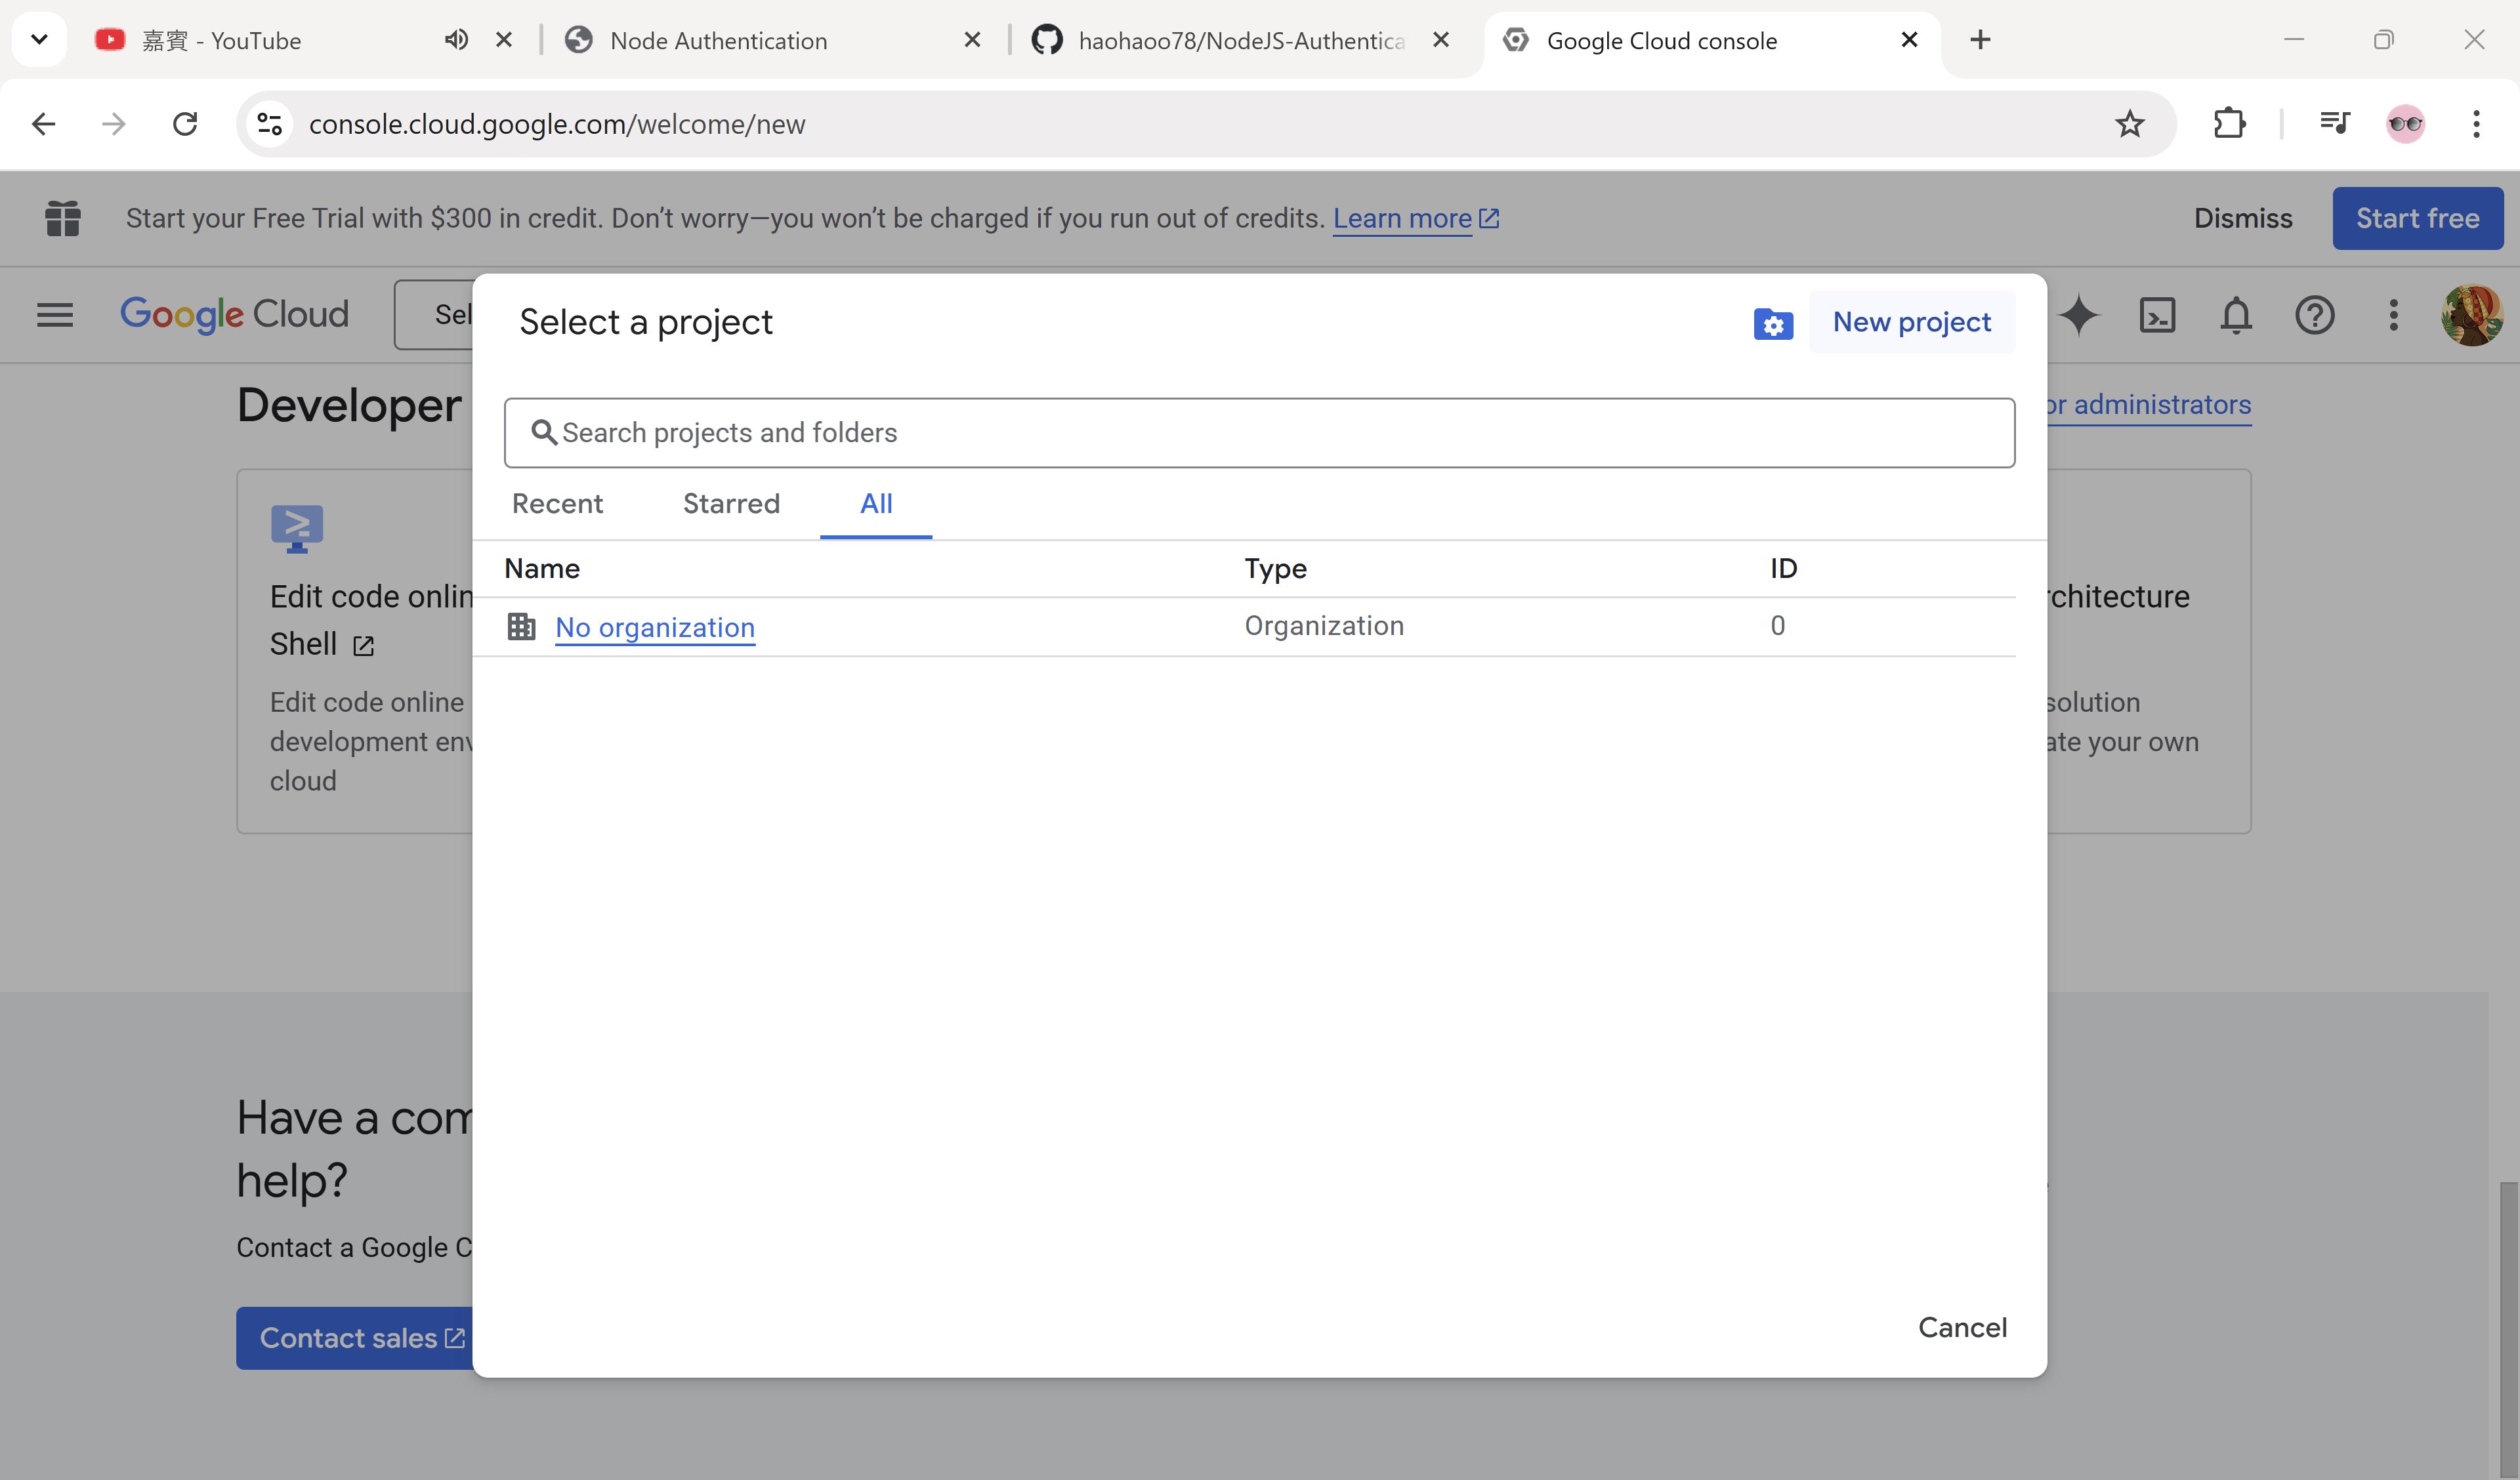 嘉賓 - YouTube
Node Authentication
haohaoo78/NodeJS-Authentica
Google Cloud console
console.cloud.google.com/welcome/new
Start your Free Trial with $300 in credit. Don't worry—you won't be charged if you run out of credits. Learn more
Dismiss
Start free
Google Cloud
Sel
Select a project
New project
Search projects and folders
Recent
Starred
All
Name
Type
ID
No organization
Organization
0
Cancel
Developer
or administrators
Edit code onlin
Shell
Edit code online
development env
cloud
rchitecture
solution
ate your own
Have a com
help?
Contact a Google C
Contact sales